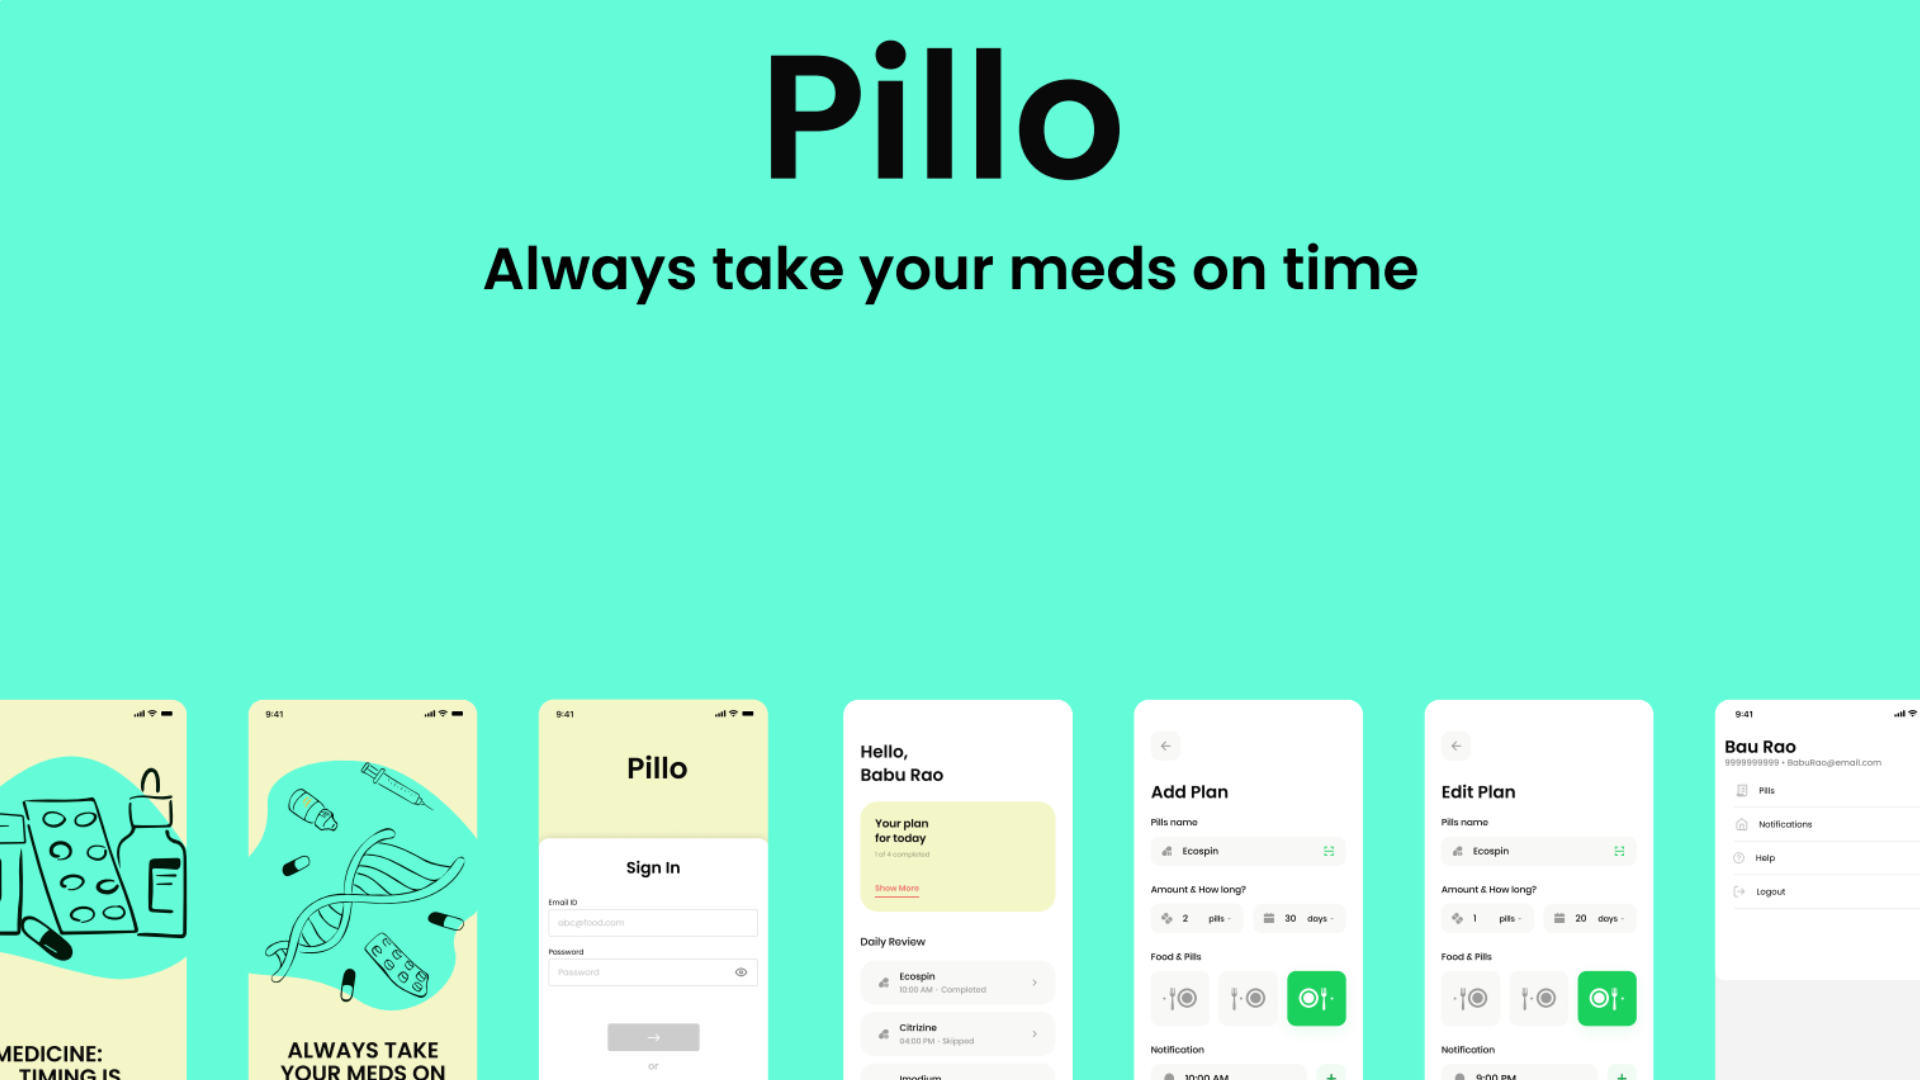 Pillo
Always take your meds on time
MEDICINE:
TIMING IS
9:41
ALWAYS TAKE
YOUR MEDS ON
9:41
Pillo
Sign In
Email ID
abc@food.com
Password
Password
or
Hello,
Babu Rao
Your plan
for today
1 of 4 completed
Show More
Daily Review
Ecospin
10:00 AM - Completed
Citrizine
04:00 PM - Skipped
Imodium
Add Plan
Pills name
Ecospin
Amount & How long?
2 pills - 30 days -
Food & Pills
Notification
10:00 AM
+
Edit Plan
Pills name
Ecospin
Amount & How long?
1 pills - 20 days -
Food & Pills
Notification
9:00 PM
+
9:41
Bau Rao
9999999999 • BabuRao@email.com
Pills
Notifications
Help
Logout